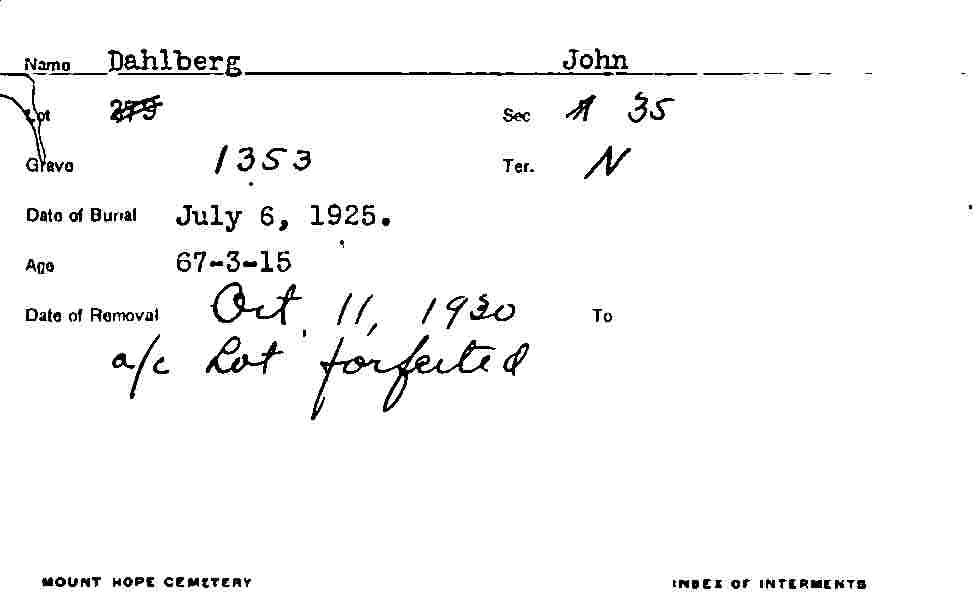 Name Dahlberg John
Lot 279 Sec 35
Grave 1353 Ter. N
Date of Burial July 6, 1925.
Age 67-3-15
Date of Removal Oct. 11, 1930 To
a/c Lot forfeited
MOUNT HOPE CEMETERY INDEX OF INTERMENTS